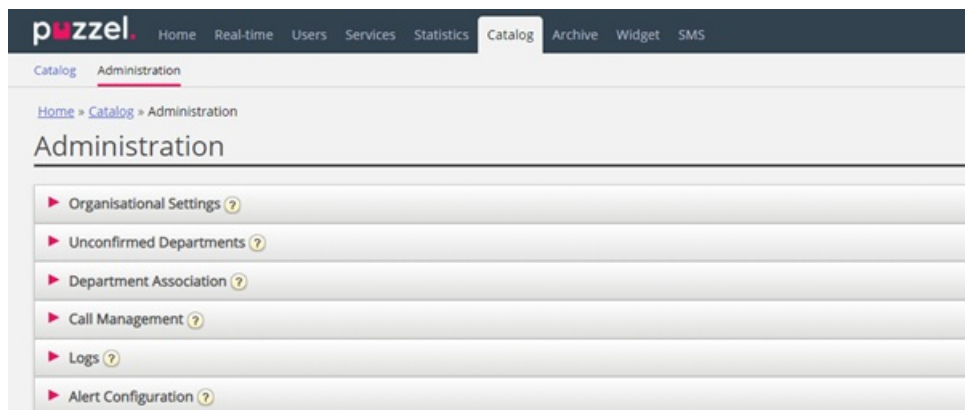 puzzel. Home Real-time Users Services Statistics Catalog Archive Widget SMS
Catalog Administration
Home » Catalog » Administration
Administration
Organisational Settings ?
Unconfirmed Departments ?
Department Association ?
Call Management ?
Logs ?
Alert Configuration ?